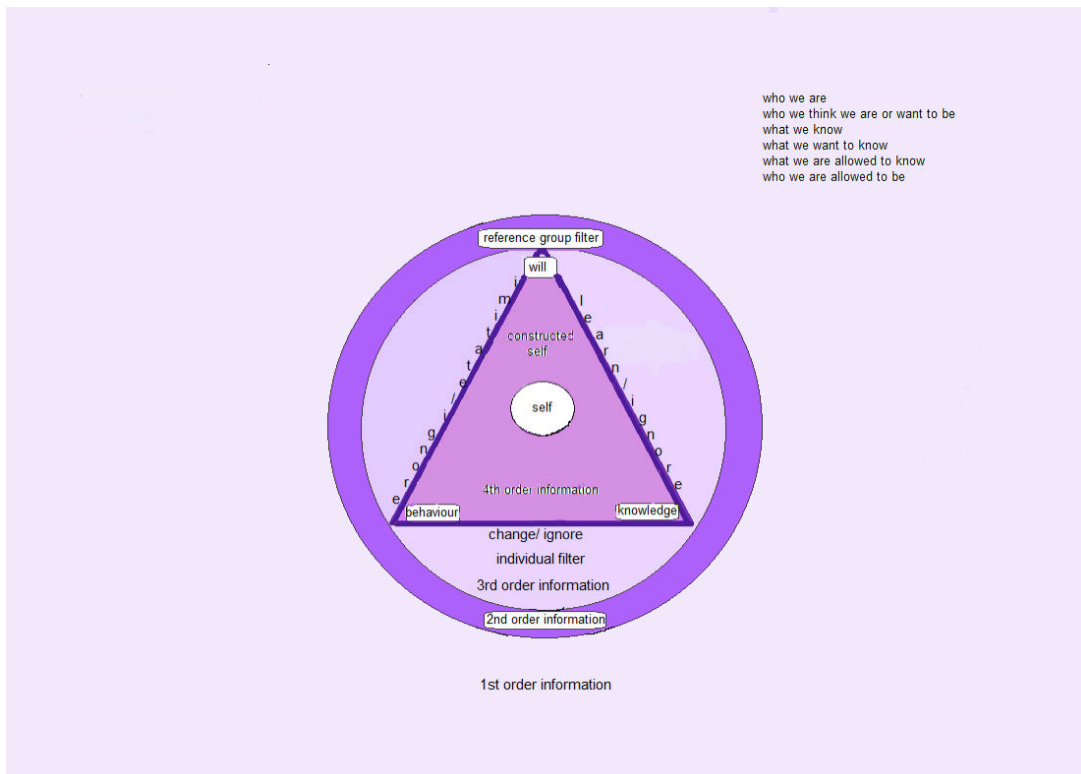 who we are
who we think we are or want to be
what we know
what we want to know
what we are allowed to know
who we are allowed to be
reference group filter
will
imitate/ignore
learn/ignore
constructed
self
self
4th order information
behaviour
knowledge
change/ ignore
individual filter
3rd order information
2nd order information
1st order information